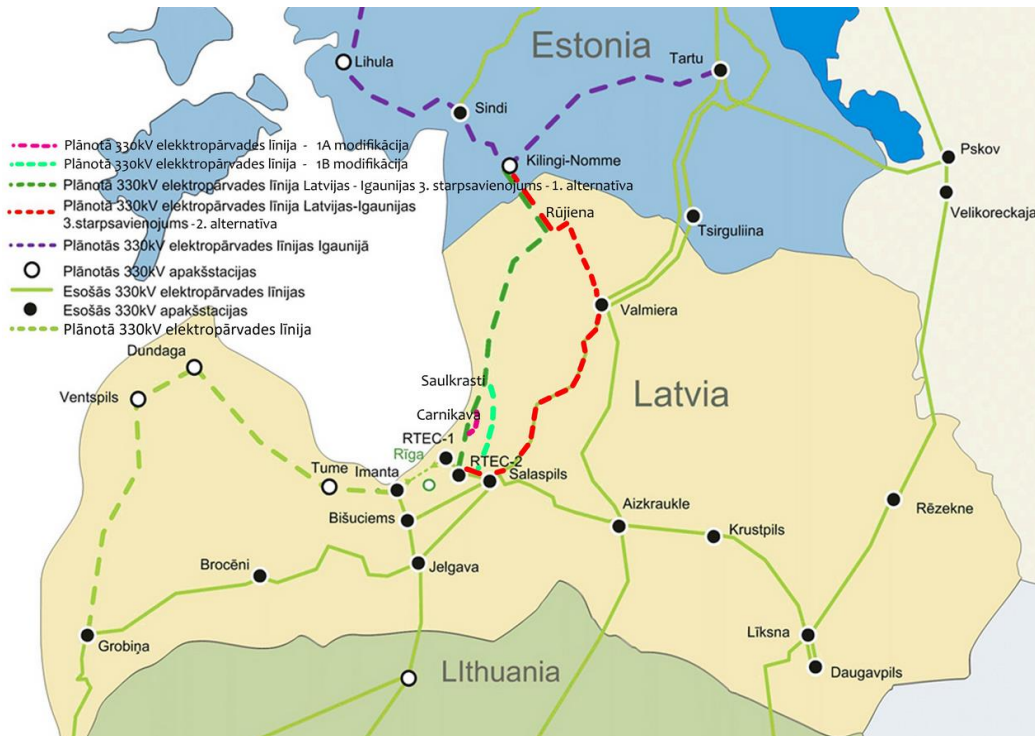 Estonia
Lihula
Tartu
Sindi
Plānotā 330kV elekktropārvades līnija - 1A modifikācija
Plānotā 330kV elekktropārvades līnija - 1B modifikācija
Kilingi-Nomme
Pskov
Plānotā 330kV elektropārvades līnija Latvijas - Igaunijas 3. starpsavienojums - 1. alternatīva
Velikoreckaja
Plānotā 330kV elektropārvades līnija Latvijas-Igaunijas
3.starpsavienojums - 2. alternatīva
Rūjiena
Tsirguliina
Plānotās 330kV elektropārvades līnijas Igaunijā
Plānotās 330kV apakšstacijas
Esošās 330kV elektropārvades līnijas
Esošās 330kV apakšstacijas
Valmiera
Plānotā 330kV elektropārvades līnija
Dundaga
Saulkrasti
Ventspils
Latvia
Carnikava
RTEC-1
Rīga
RTEC-2
Tume
Imanta
Salaspils
Bišuciems
Aizkraukle
Krustpils
Rēzekne
Brocēni
Jelgava
Grobiņa
Līksna
LIthuania
Daugavpils